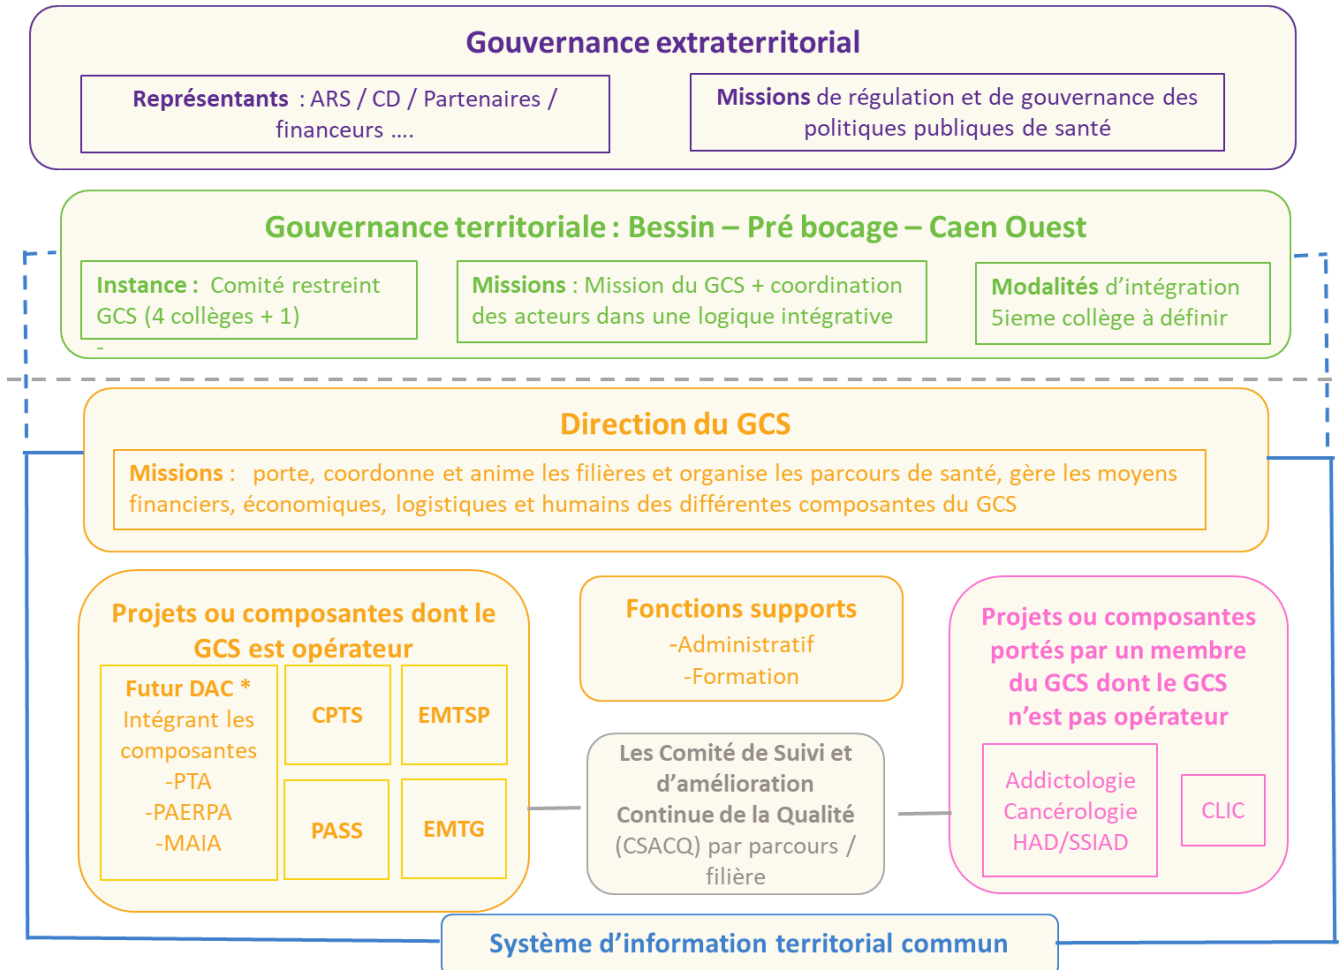 Gouvernance extraterritorial
Représentants : ARS / CD / Partenaires /
financeurs ....
Missions de régulation et de gouvernance des
politiques publiques de santé
Gouvernance territoriale : Bessin – Pré bocage – Caen Ouest
Instance : Comité restreint
GCS (4 collèges + 1)
-
Missions : Mission du GCS + coordination
des acteurs dans une logique intégrative
Modalités d’intégration
5ieme collège à définir
Direction du GCS
Missions : porte, coordonne et anime les filières et organise les parcours de santé, gère les moyens
financiers, économiques, logistiques et humains des différentes composantes du GCS
Projets ou composantes dont le
GCS est opérateur
Futur DAC *
Intégrant les
composantes
-PTA
-PAERPA
-MAIA
CPTS
EMTSP
PASS
EMTG
Fonctions supports
-Administratif
-Formation
Les Comité de Suivi et
d’amélioration
Continue de la Qualité
(CSACQ) par parcours /
filière
Projets ou composantes
portés par un membre
du GCS dont le GCS
n’est pas opérateur
Addictologie
Cancérologie
HAD/SSIAD
CLIC
Système d’information territorial commun